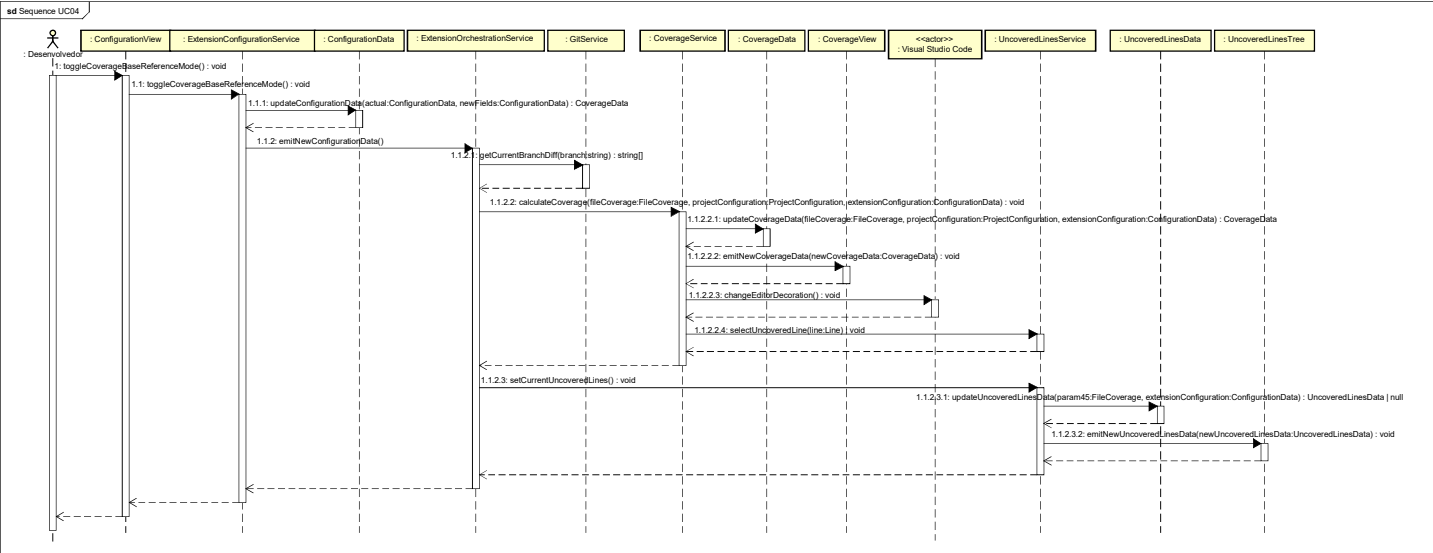 sd Sequence UC04
: Desenvolvedor
: ConfigurationView
: ExtensionConfigurationService
: ConfigurationData
: ExtensionOrchestrationService
: GitService
: CoverageService
: CoverageData
: CoverageView
<<actor>>
: Visual Studio Code
: UncoveredLinesService
: UncoveredLinesData
: UncoveredLinesTree
1: toggleCoverageBaseReferenceMode() : void
1.1: toggleCoverageBaseReferenceMode() : void
1.1.1: updateConfigurationData(actual:ConfigurationData, newFields:ConfigurationData) : CoverageData
1.1.2: emitNewConfigurationData()
1.1.2.1: getCurrentBranchDiff(branch:string) : string[]
1.1.2.2: calculateCoverage(fileCoverage:FileCoverage, projectConfiguration:ProjectConfiguration, extensionConfiguration:ConfigurationData) : void
1.1.2.2.1: updateCoverageData(fileCoverage:FileCoverage, projectConfiguration:ProjectConfiguration, extensionConfiguration:ConfigurationData) : CoverageData
1.1.2.2.2: emitNewCoverageData(newCoverageData:CoverageData) : void
1.1.2.2.3: changeEditorDecoration() : void
1.1.2.2.4: selectUncoveredLine(line:Line) : void
1.1.2.3: setCurrentUncoveredLines() : void
1.1.2.3.1: updateUncoveredLinesData(param45:FileCoverage, extensionConfiguration:ConfigurationData) : UncoveredLinesData | null
1.1.2.3.2: emitNewUncoveredLinesData(newUncoveredLinesData:UncoveredLinesData) : void